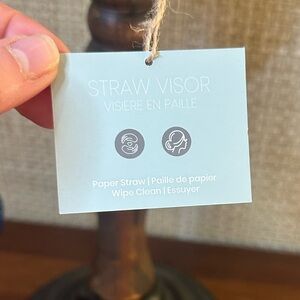 STRAW VISOR
VISIÈRE EN PAILLE
Paper Straw | Paille de papier
Wipe Clean | Essuyer